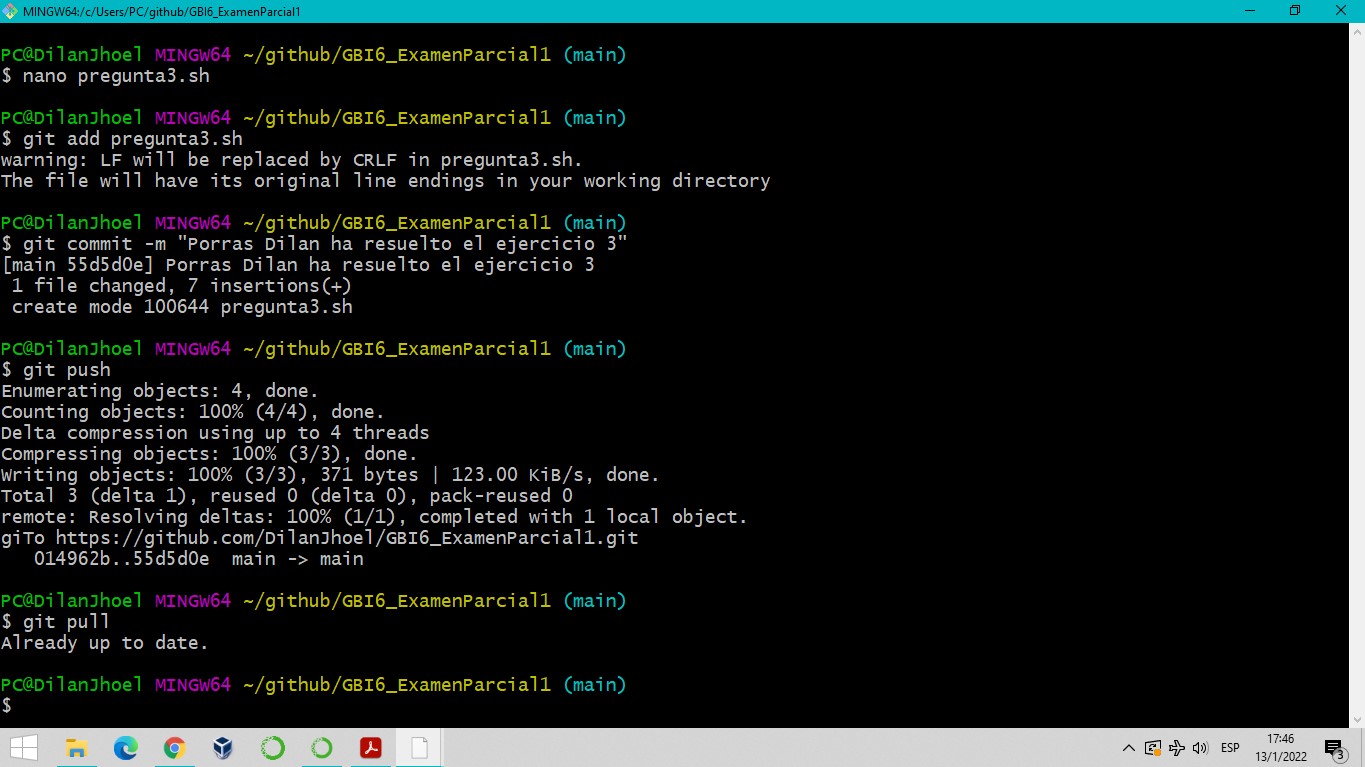 MINGW64:/c/Users/PC/github/GBI6_ExamenParcial1
PC@DilanJhoel MINGW64 ~/github/GBI6_ExamenParcial1 (main)
$ nano pregunta3.sh
PC@DilanJhoel MINGW64 ~/github/GBI6_ExamenParcial1 (main)
$ git add pregunta3.sh
warning: LF will be replaced by CRLF in pregunta3.sh.
The file will have its original line endings in your working directory
PC@DilanJhoel MINGW64 ~/github/GBI6_ExamenParcial1 (main)
$ git commit -m "Porras Dilan ha resuelto el ejercicio 3"
[main 55d5d0e] Porras Dilan ha resuelto el ejercicio 3
 1 file changed, 7 insertions(+)
 create mode 100644 pregunta3.sh
PC@DilanJhoel MINGW64 ~/github/GBI6_ExamenParcial1 (main)
$ git push
Enumerating objects: 4, done.
Counting objects: 100% (4/4), done.
Delta compression using up to 4 threads
Compressing objects: 100% (3/3), done.
Writing objects: 100% (3/3), 371 bytes | 123.00 KiB/s, done.
Total 3 (delta 1), reused 0 (delta 0), pack-reused 0
remote: Resolving deltas: 100% (1/1), completed with 1 local object.
giTo https://github.com/DilanJhoel/GBI6_ExamenParcial1.git
   014962b..55d5d0e  main -> main
PC@DilanJhoel MINGW64 ~/github/GBI6_ExamenParcial1 (main)
$ git pull
Already up to date.
PC@DilanJhoel MINGW64 ~/github/GBI6_ExamenParcial1 (main)
$
ESP
17:46
13/1/2022
3